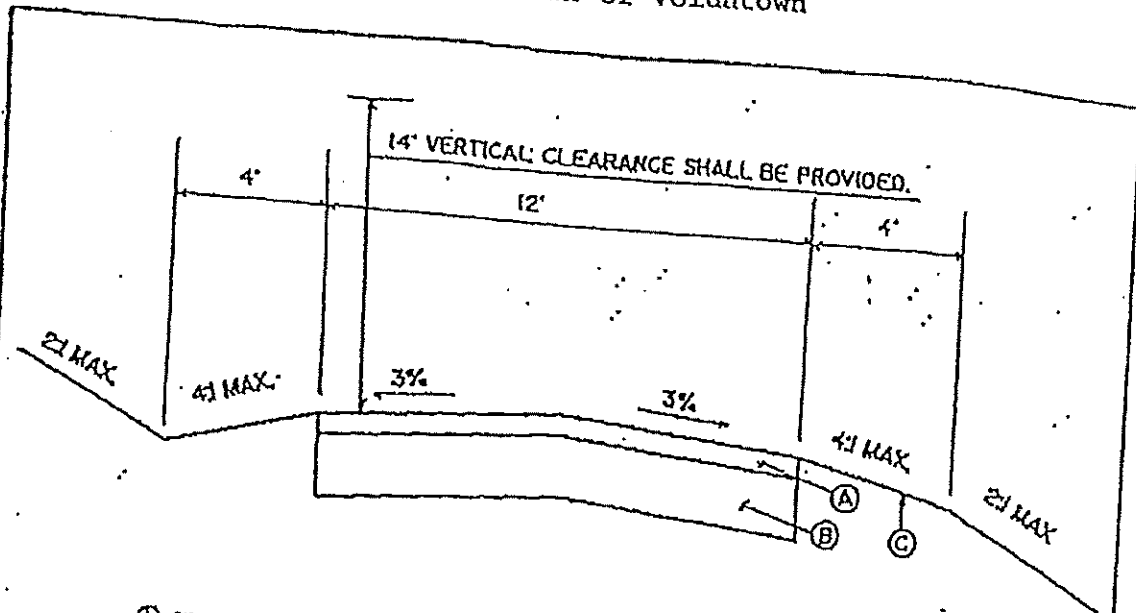 of Voluntown
14' VERTICAL CLEARANCE SHALL BE PROVIDED.
4'
12'
4'
2:1 MAX.
4:1 MAX.
3%
3%
4:1 MAX
2:1 MAX
A
B
C